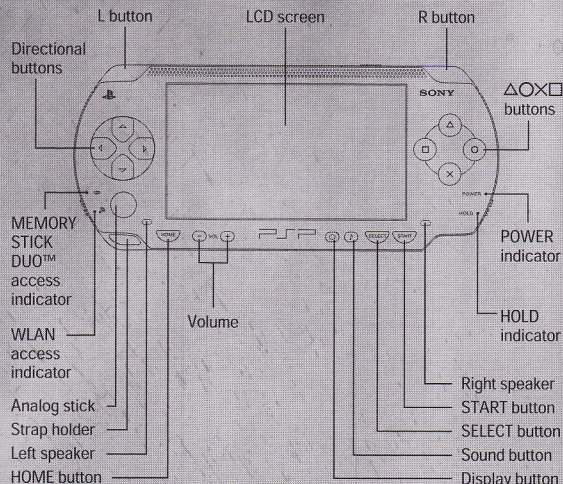 L button
LCD screen
R button
Directional
buttons
△○×□
buttons
SONY
POWER
HOLD
HOME
VOL
PSP
SELECT
START
MEMORY
STICK
DUO™
access
indicator
POWER
indicator
Volume
HOLD
indicator
WLAN
access
indicator
Analog stick
Strap holder
Left speaker
HOME button
Right speaker
START button
SELECT button
Sound button
Display button